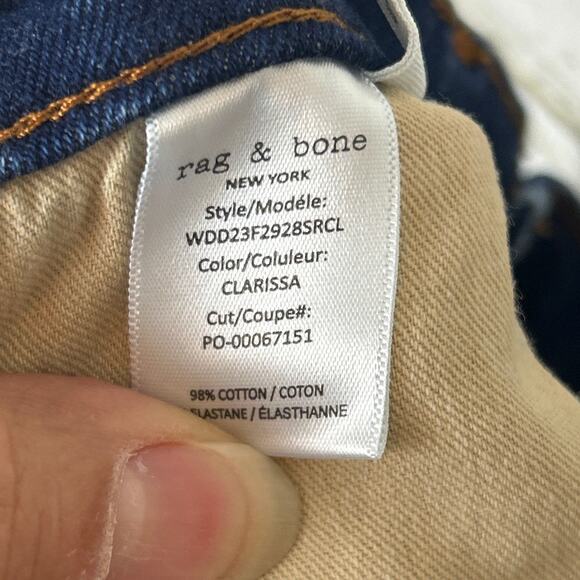 rag & bone
NEW YORK
Style/Modéle:
WDD23F2928SRCL
Color/Coluleur:
CLARISSA
Cut/Coupe#:
PO-00067151
98% COTTON / COTON
ELASTANE / ÉLASTHANNE